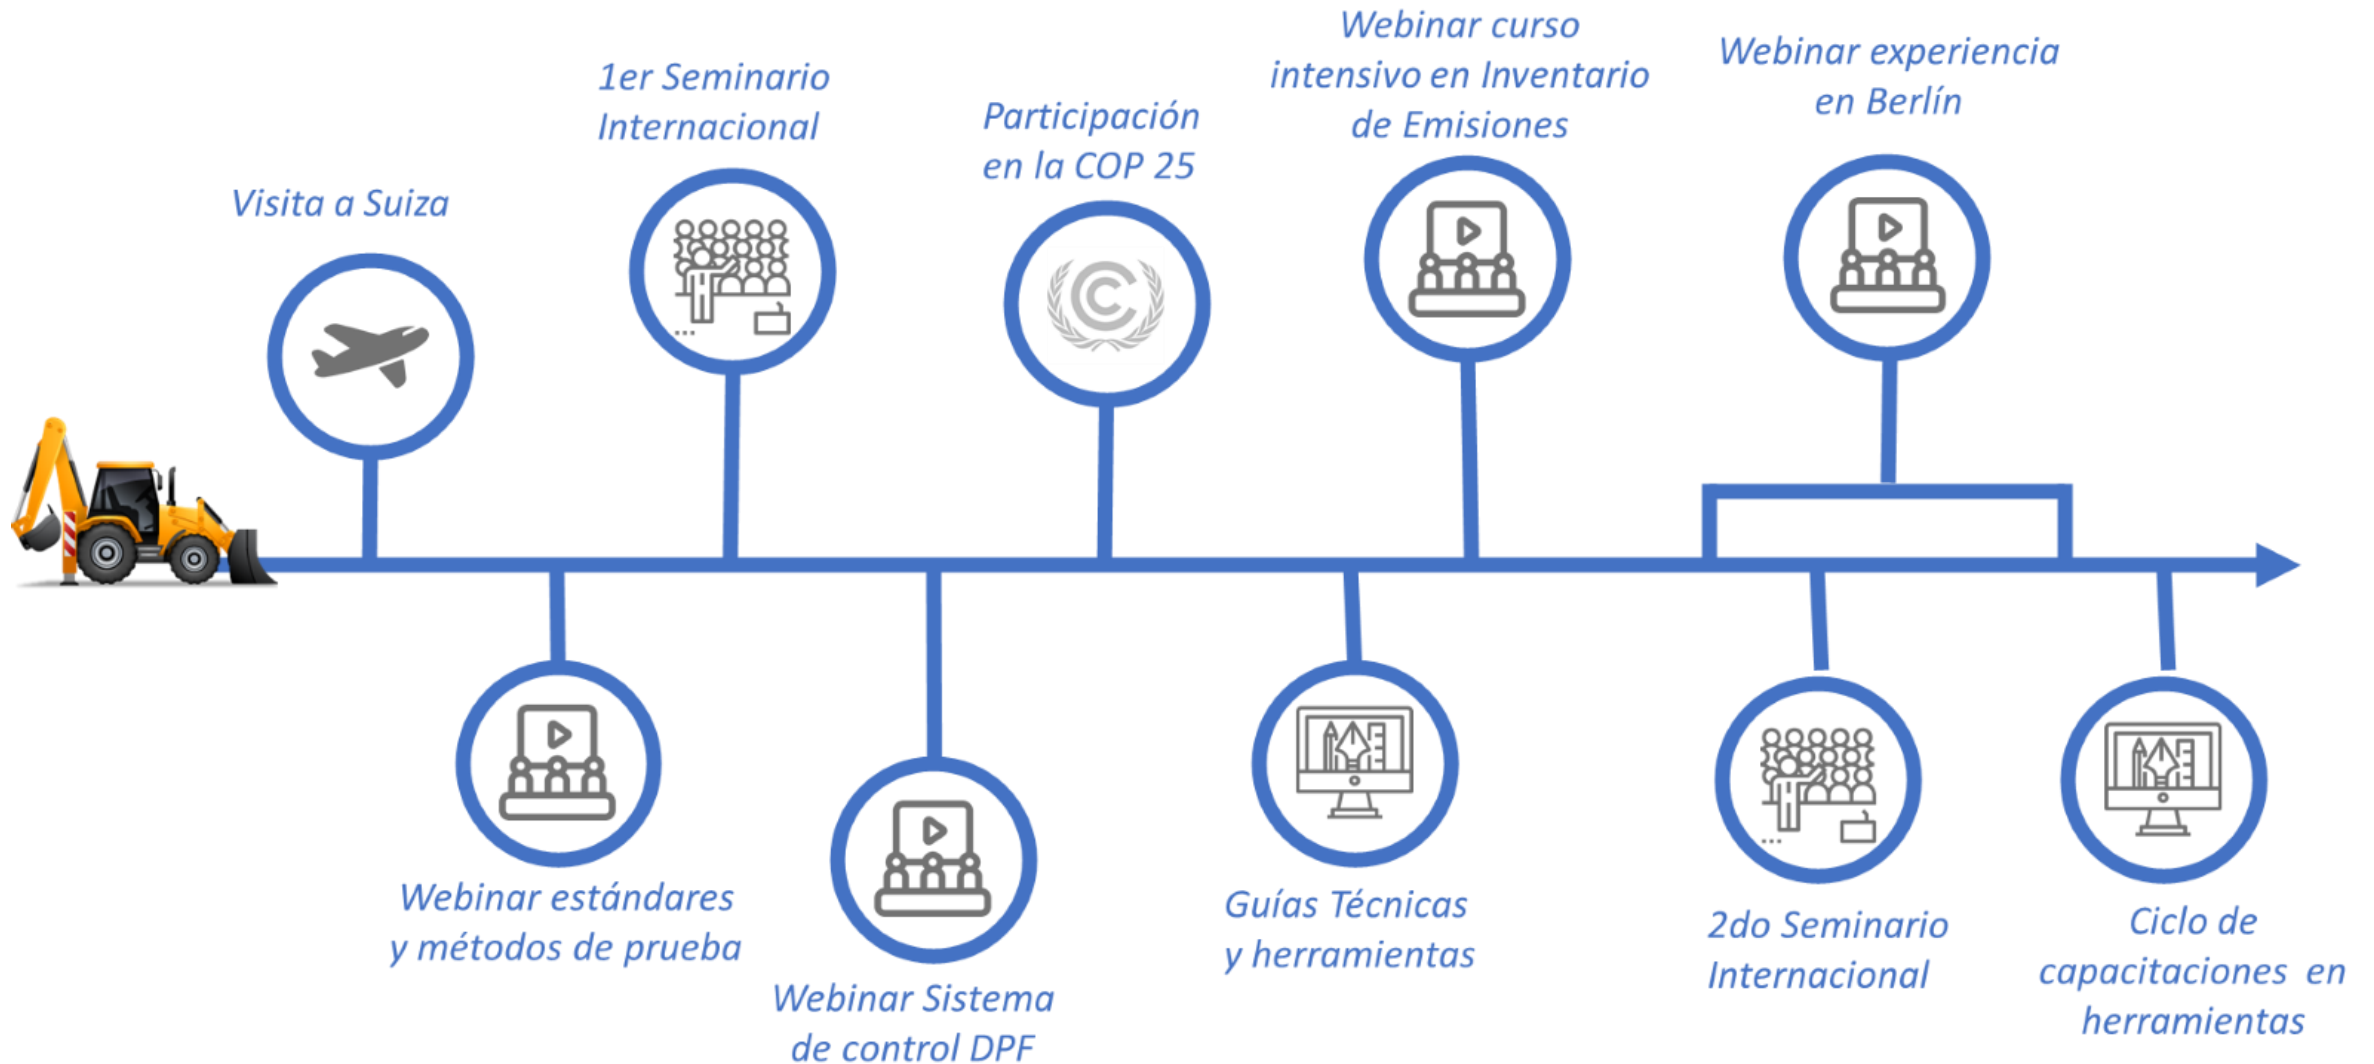 Visita a Suiza
1er Seminario
Internacional
Participación
en la COP 25
Webinar curso
intensivo en Inventario
de Emisiones
Webinar experiencia
en Berlín
Webinar estándares
y métodos de prueba
Webinar Sistema
de control DPF
Guías Técnicas
y herramientas
2do Seminario
Internacional
Ciclo de
capacitaciones en
herramientas